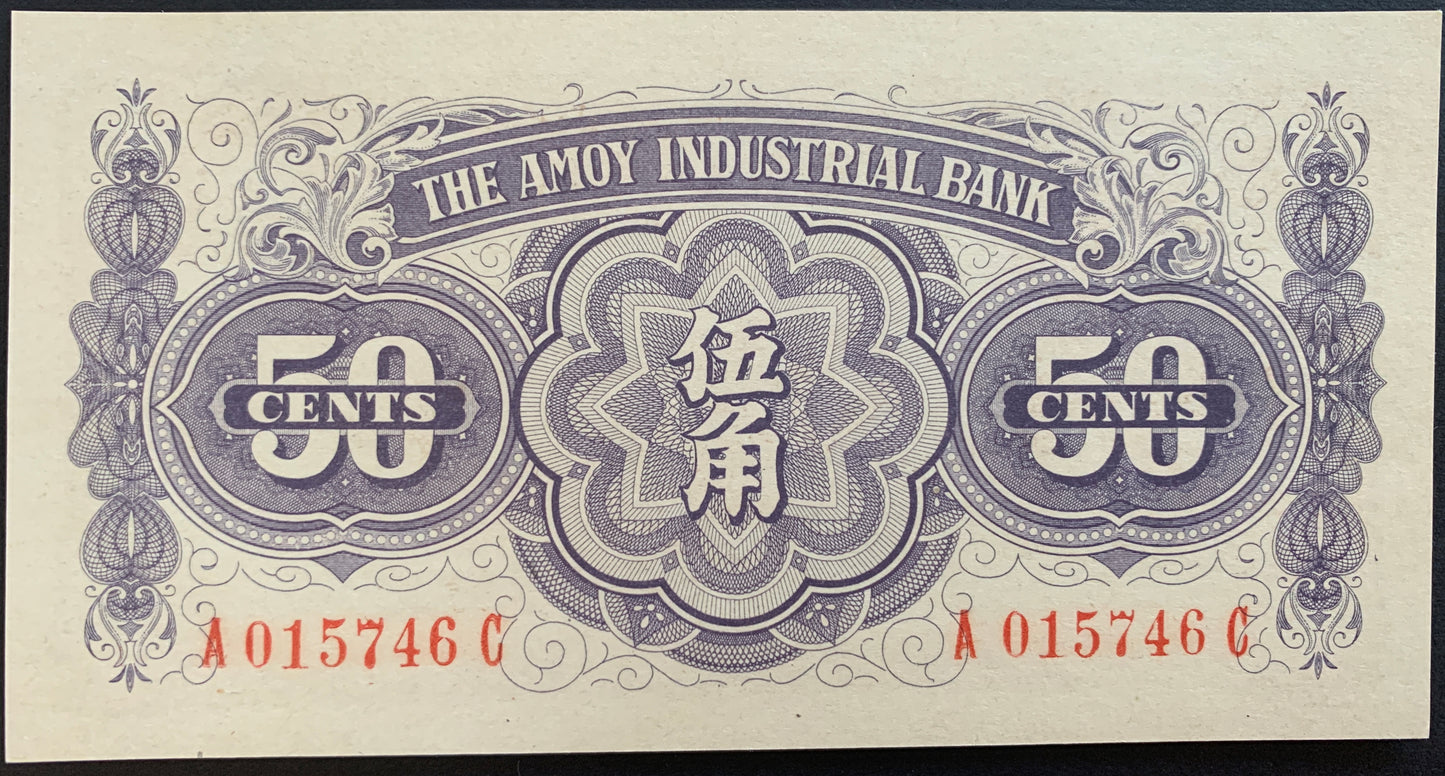 THE AMOY INDUSTRIAL BANK
50
CENTS
伍角
50
CENTS
A 015746 C
A 015746 C